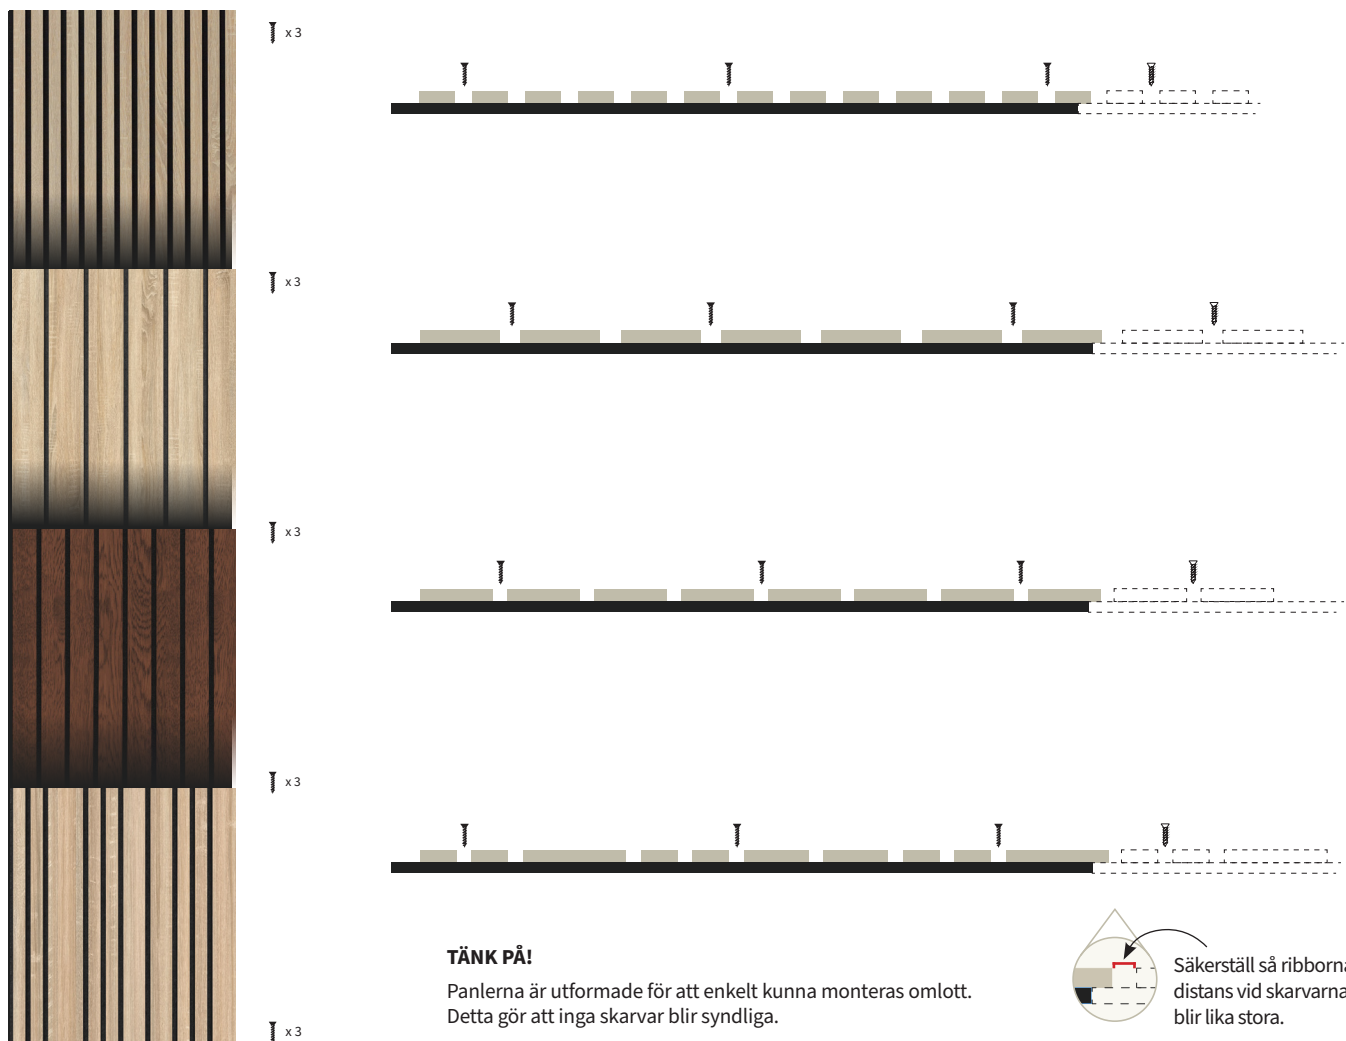 x 3
x 3
x 3
x 3
x 3
TÄNK PÅ!
Panlerna är utformade för att enkelt kunna monteras omlott.
Detta gör att inga skarvar blir syndliga.
Säkerställ så ribborna
distans vid skarvarna
blir lika stora.